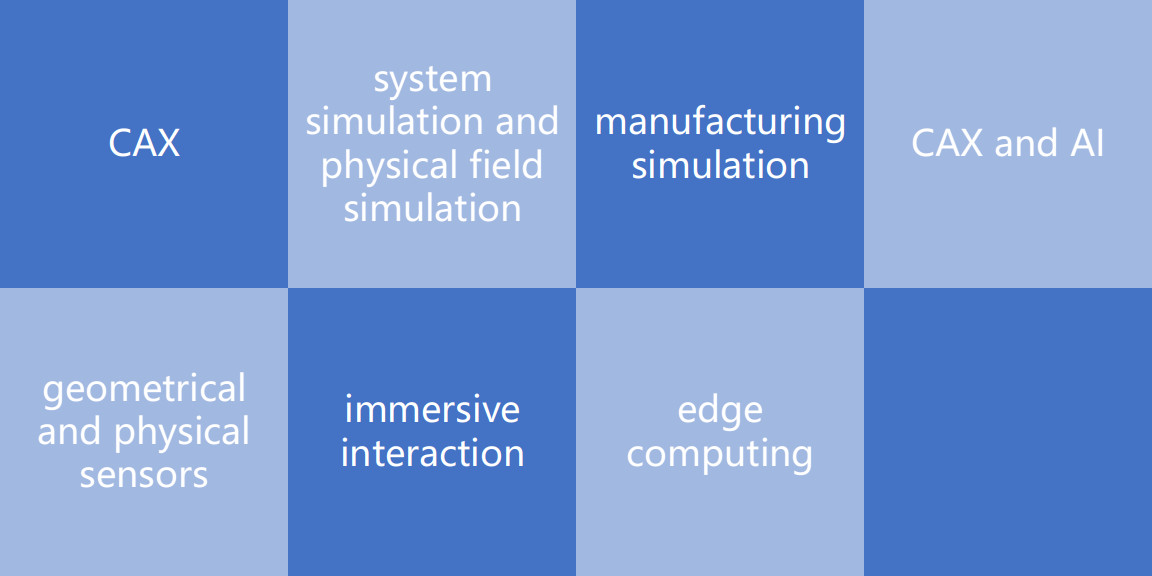 CAX
system
simulation and
physical field
simulation
manufacturing
simulation
CAX and AI
geometrical
and physical
sensors
immersive
interaction
edge
computing